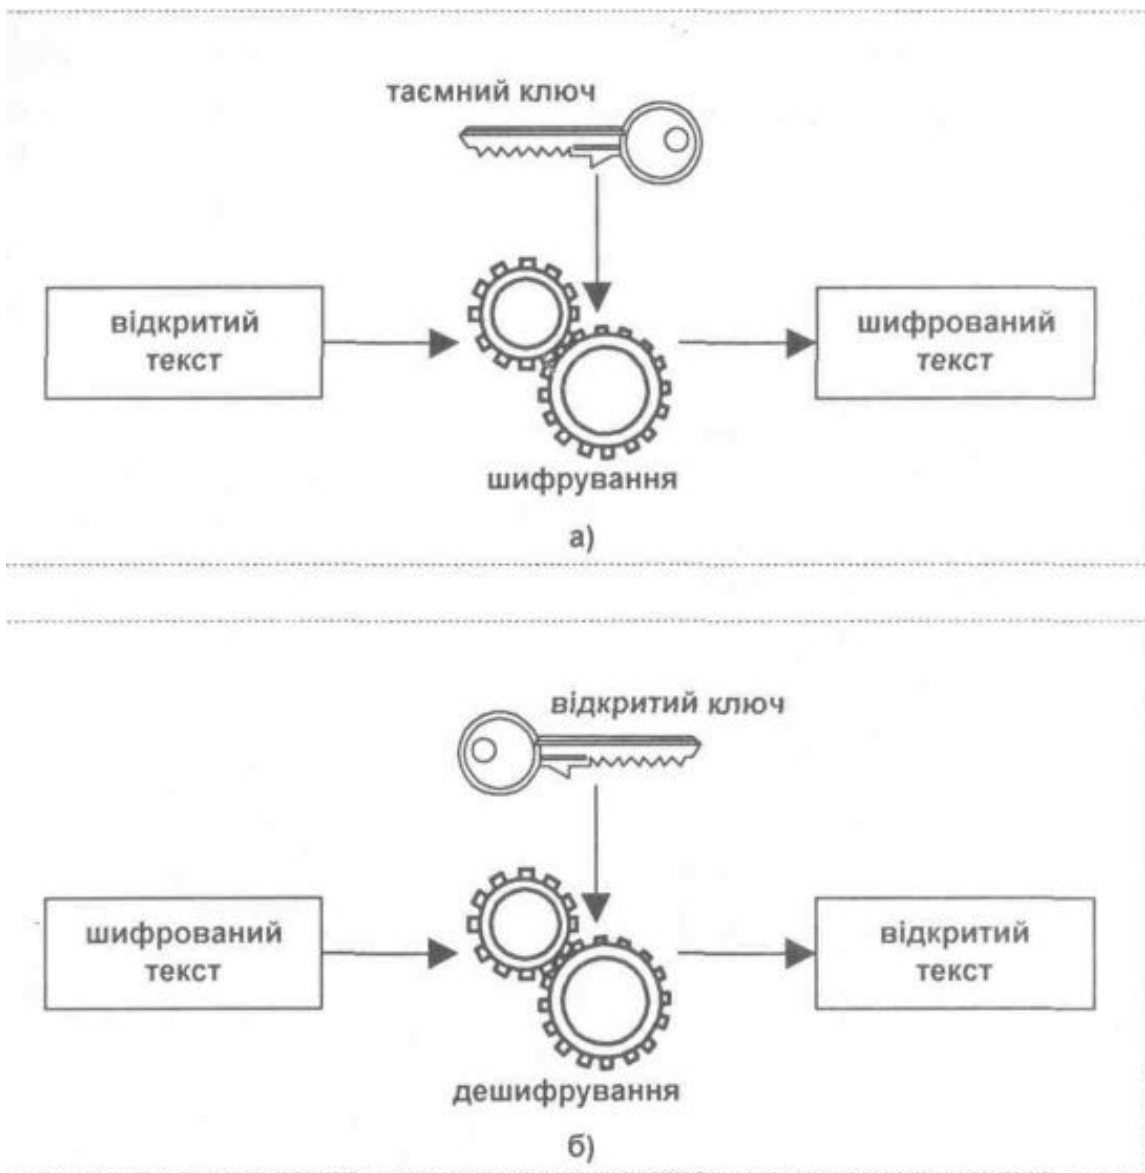 таємний ключ
відкритий
текст
шифрований
текст
шифрування
а)
відкритий ключ
шифрований
текст
відкритий
текст
дешифрування
б)